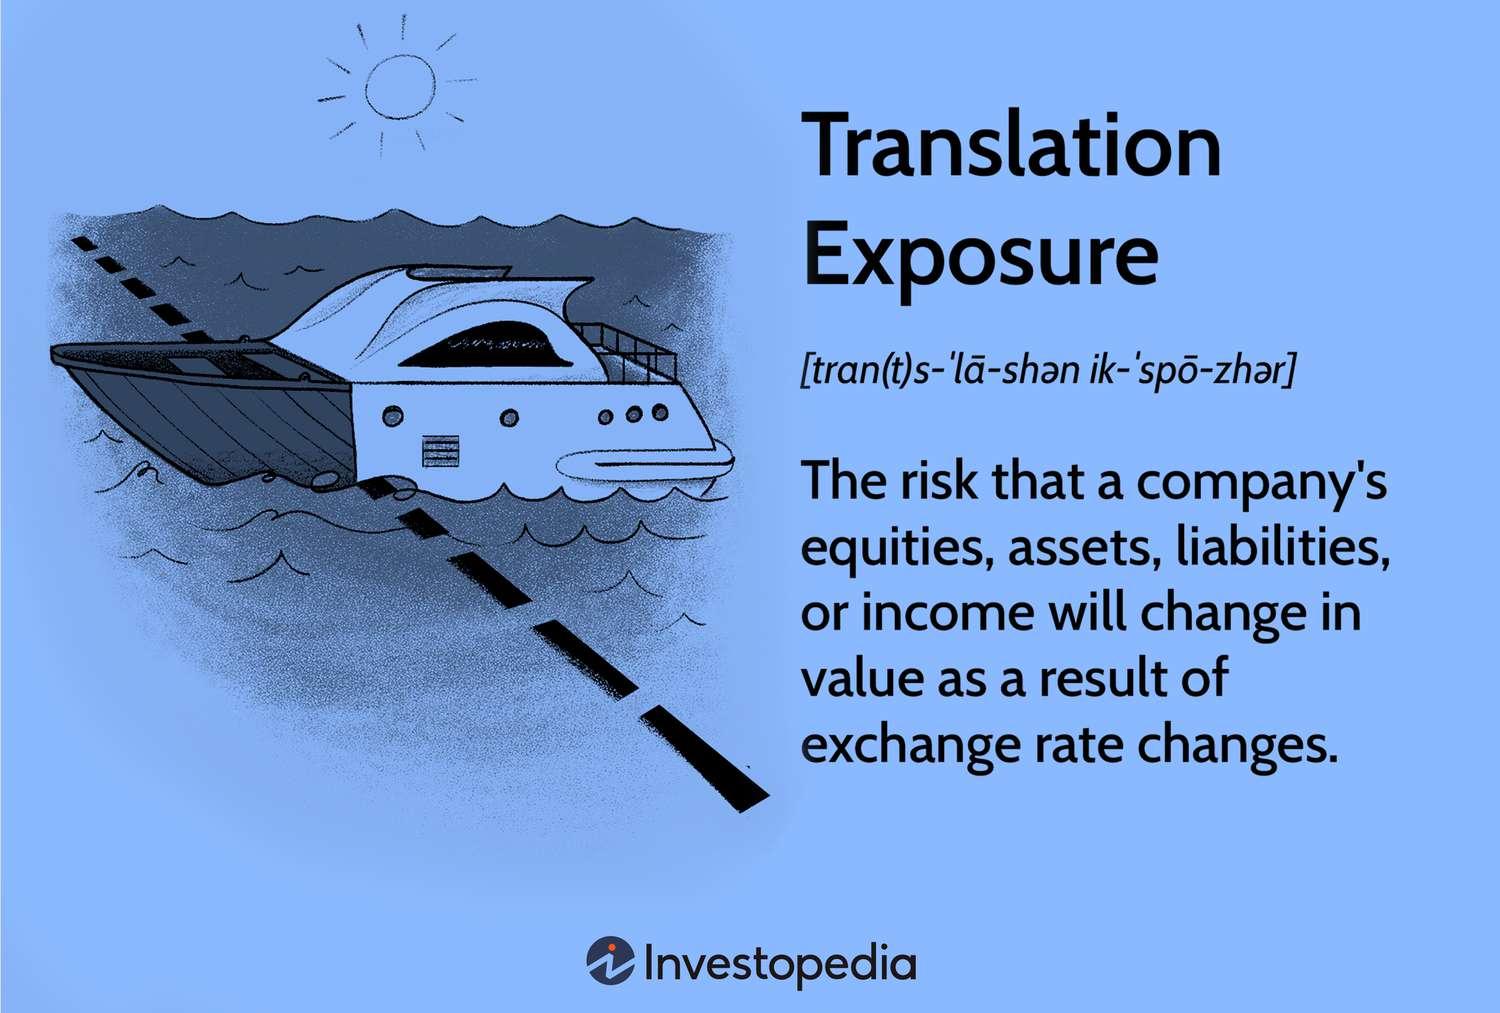 Translation
Exposure
[tran(t)s-ˈlā-shən ik-ˈspō-zhər]
The risk that a company's
equities, assets, liabilities,
or income will change in
value as a result of
exchange rate changes.
Investopedia